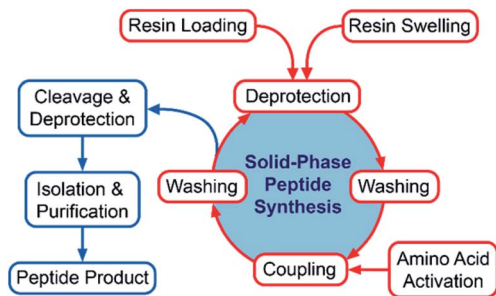 Resin Loading
Resin Swelling
Cleavage &
Deprotection
Deprotection
Isolation &
Purification
Washing
Solid-Phase
Peptide
Synthesis
Washing
Peptide Product
Coupling
Amino Acid
Activation